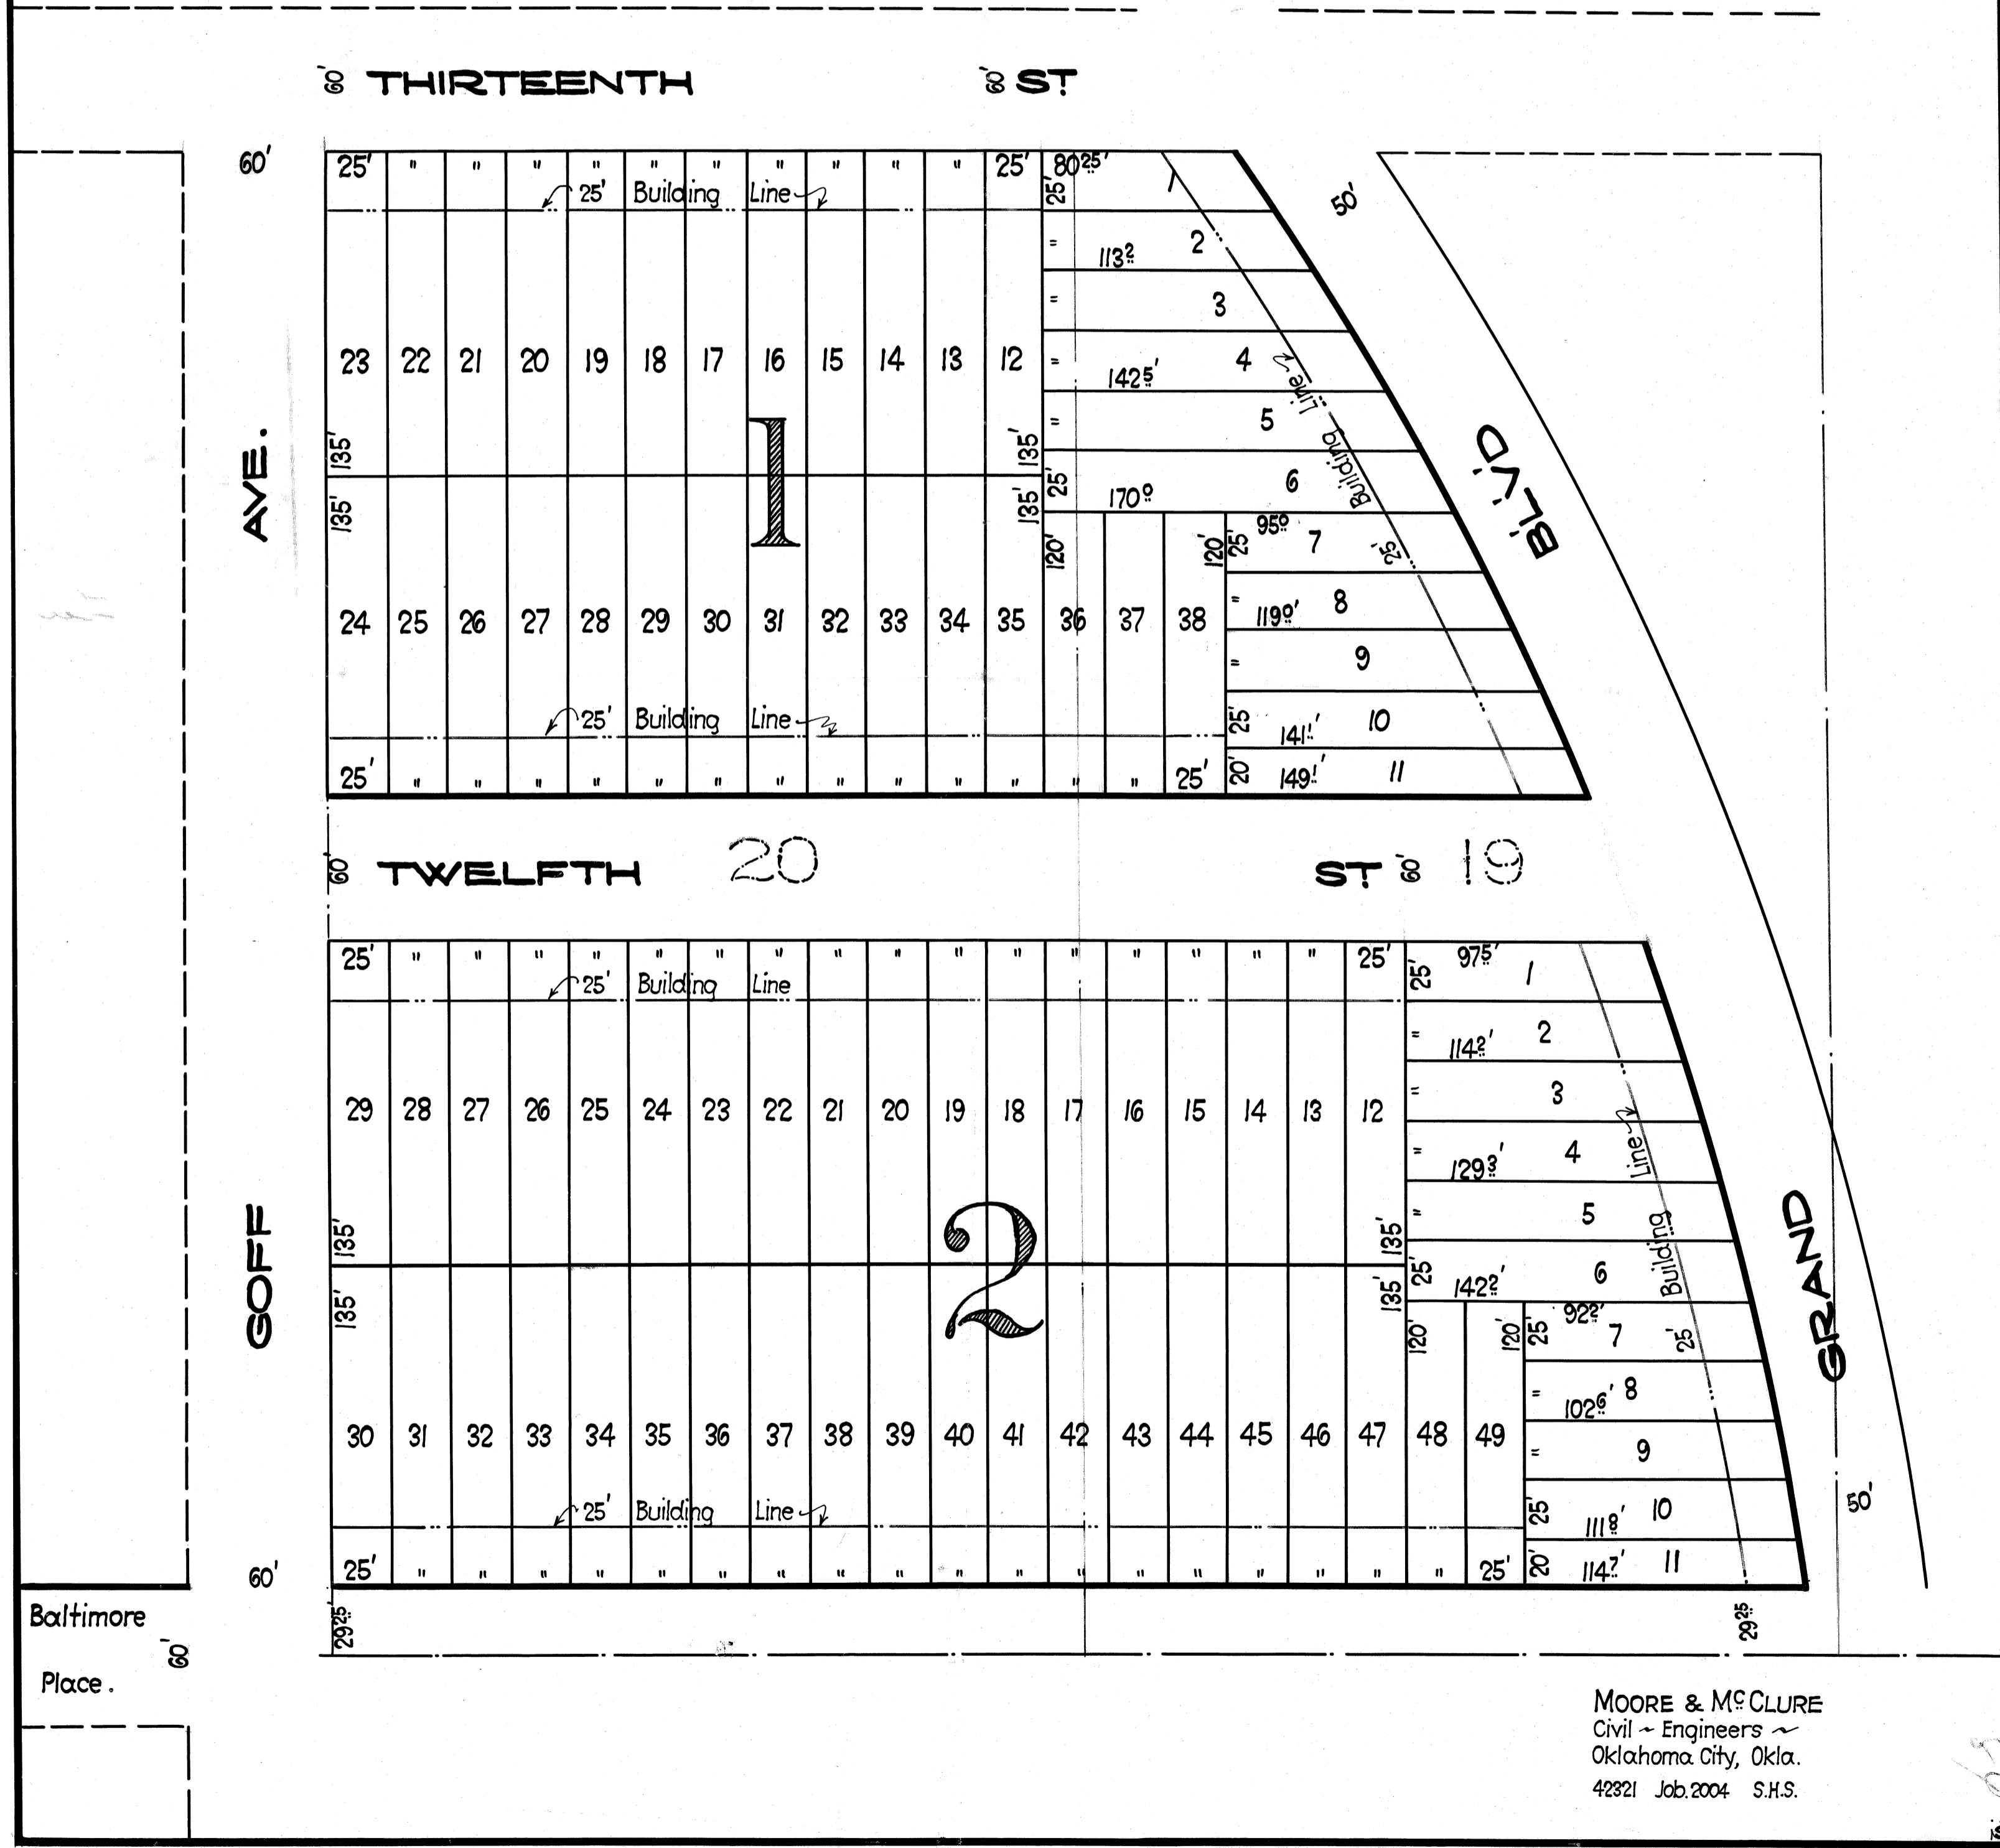 60' THIRTEENTH 60' ST.
60'
25' " " " " " " " " " " 25' 80 25'
25' Building Line
25' 1
50'
= 113 2 2
= 3
23 22 21 20 19 18 17 16 15 14 13 12
= 142 5' 4
= 5
Building Line
25'
135' 135' 25' 170 0 6
1
AVE.
BL'V'D
135' 135' 120' 120' 25' 95 0 7
24 25 26 27 28 29 30 31 32 33 34 35 36 37 38
= 119 0' 8
= 9
25' Building Line
25' 141 1' 10
25' " " " " " " " " " " " " " 25' 20' 149 1' 11
60' TWELFTH 20 ST. 60' 19
25' " " " " " " " " " " " " " " " " 25' 25' 97 5' 1
25' Building Line
= 114 2' 2
= 3
29 28 27 26 25 24 23 22 21 20 19 18 17 16 15 14 13 12
= 129 3' 4
= 5
Building Line
25'
135' 135' 25' 142 2' 6
2
GOFF
GRAND
135' 135' 120' 120' 25' 92 2' 7
= 102 6' 8
30 31 32 33 34 35 36 37 38 39 40 41 42 43 44 45 46 47 48 49
= 9
25' Building Line
25' 111 8' 10
50'
60' 25' " " " " " " " " " " " " " " " " " " 25' 20' 114 7' 11
Baltimore
Place.
60'
29 25'
29 25
MOORE & McCLURE
Civil ~ Engineers ~
Oklahoma City, Okla.
42321 Job.2004 S.H.S.